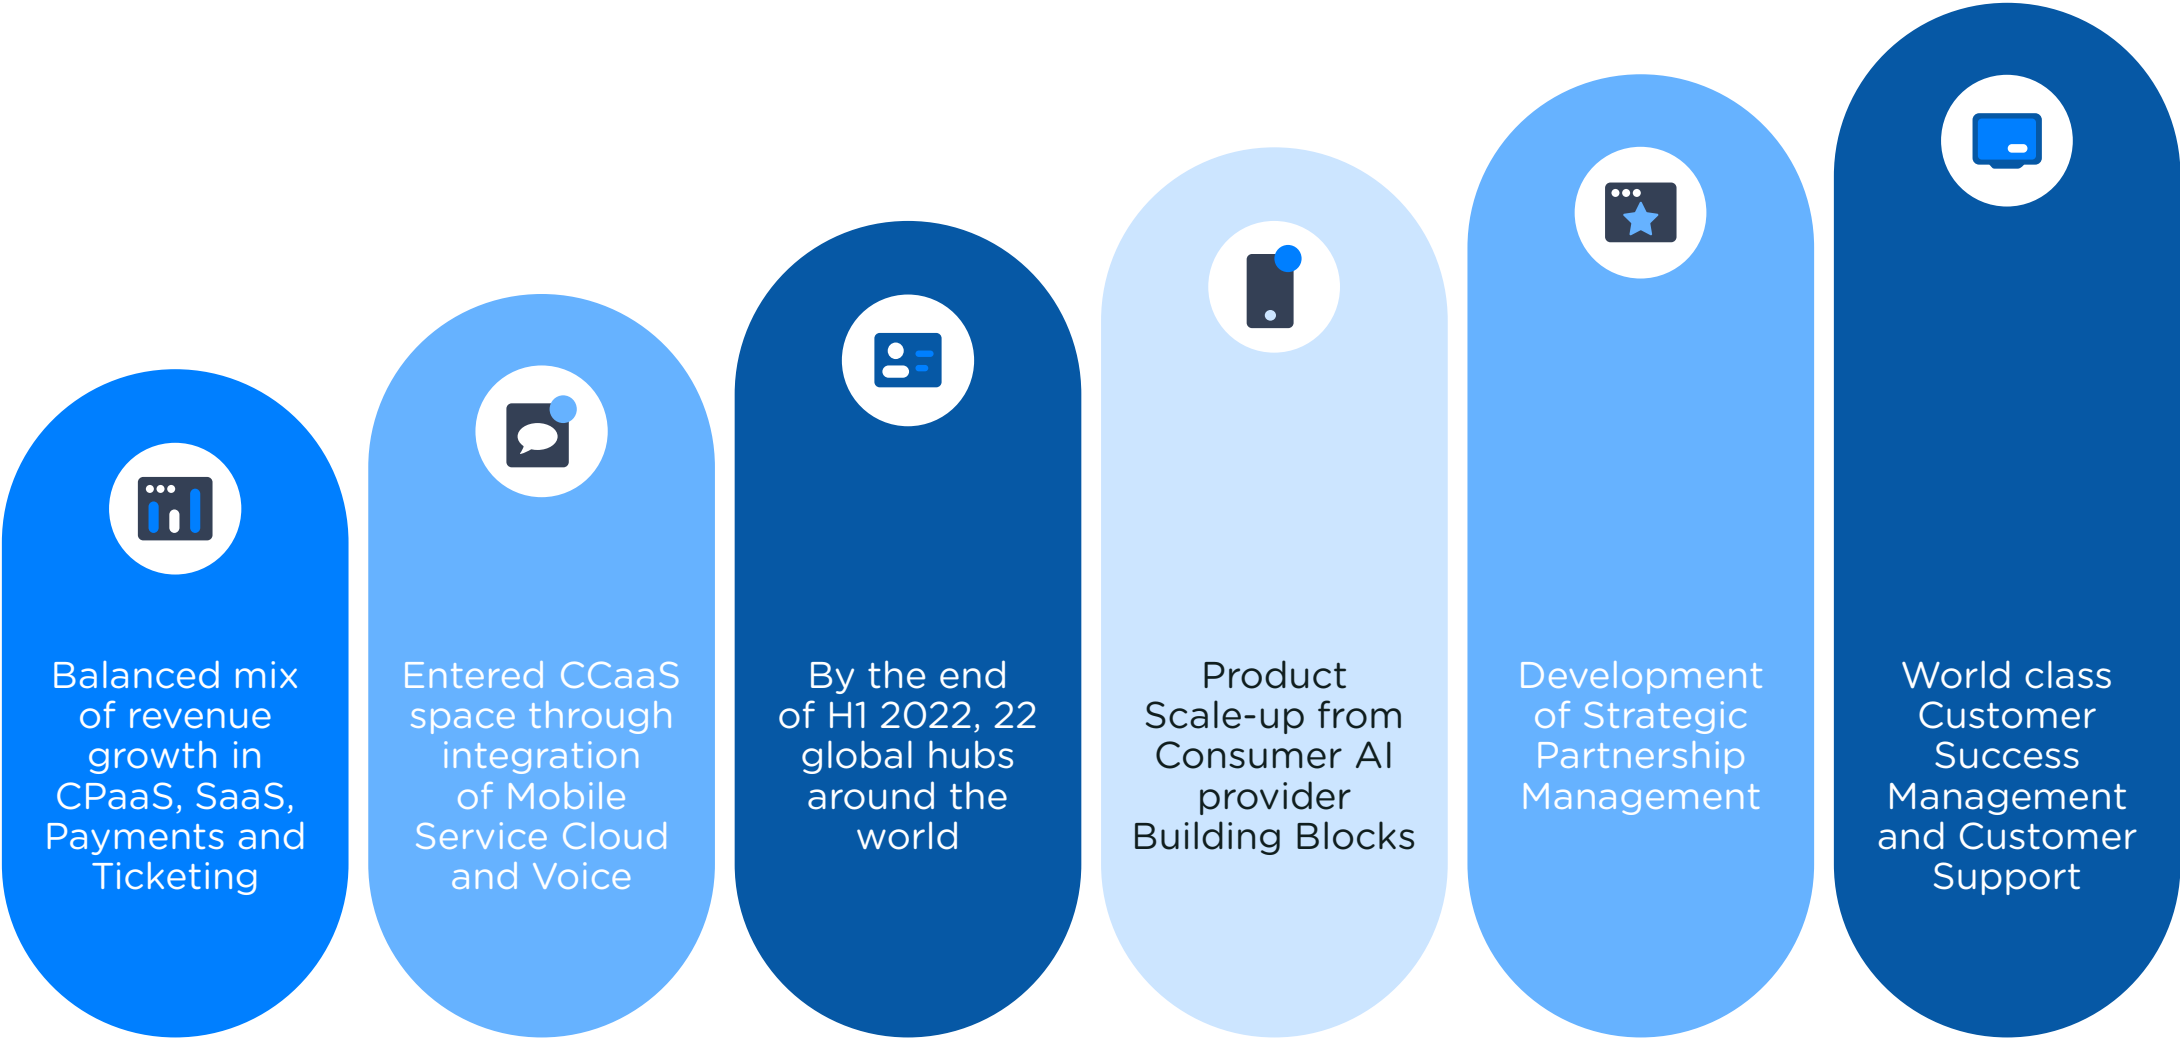 Balanced mix
of revenue
growth in
CPaaS, SaaS,
Payments and
Ticketing
Entered CCaaS
space through
integration
of Mobile
Service Cloud
and Voice
By the end
of H1 2022, 22
global hubs
around the
world
Product
Scale-up from
Consumer AI
provider
Building Blocks
Development
of Strategic
Partnership
Management
World class
Customer
Success
Management
and Customer
Support